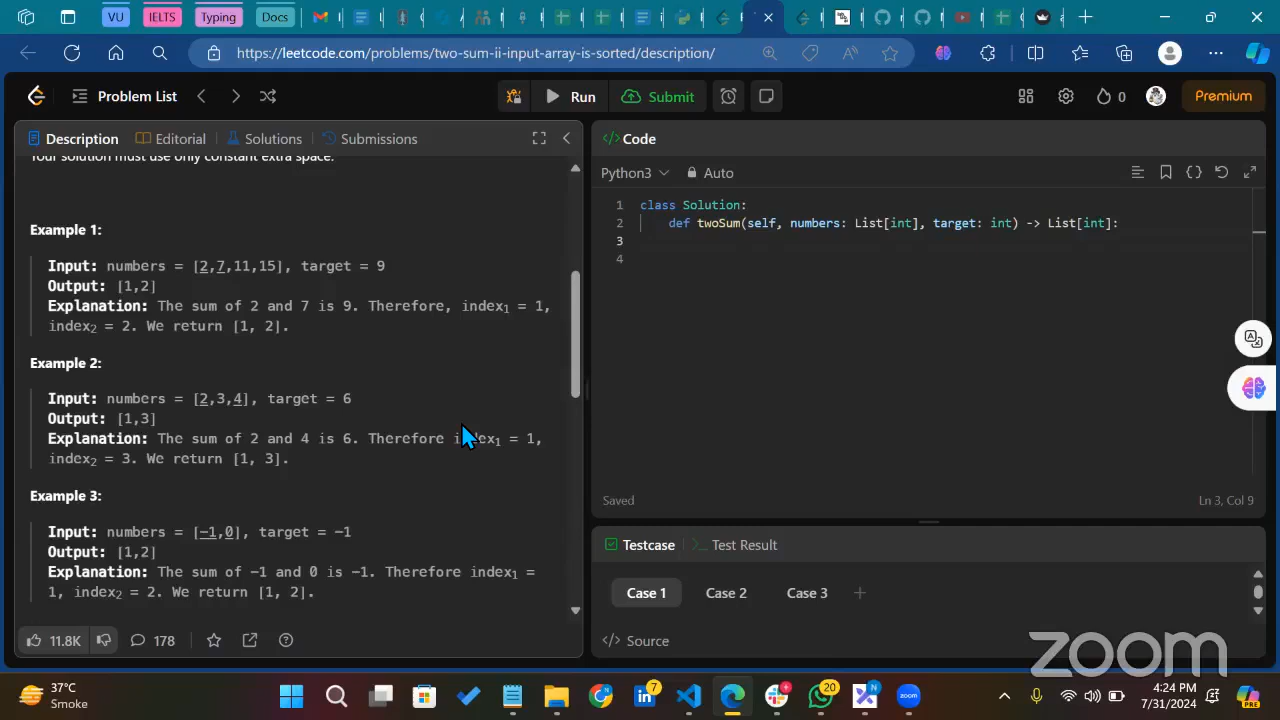 VU
IELTS
Typing
Docs
https://leetcode.com/problems/two-sum-ii-input-array-is-sorted/description/
Problem List
Run
Submit
0
Premium
Description
Editorial
Solutions
Submissions
Your solution must use only constant extra space.
Example 1:
Input: numbers = [2,7,11,15], target = 9
Output: [1,2]
Explanation: The sum of 2 and 7 is 9. Therefore, index1 = 1,
index2 = 2. We return [1, 2].
Example 2:
Input: numbers = [2,3,4], target = 6
Output: [1,3]
Explanation: The sum of 2 and 4 is 6. Therefore index1 = 1,
index2 = 3. We return [1, 3].
Example 3:
Input: numbers = [-1,0], target = -1
Output: [1,2]
Explanation: The sum of -1 and 0 is -1. Therefore index1 =
1, index2 = 2. We return [1, 2].
11.8K
178
</> Code
Python3
Auto
1 class Solution:
2 def twoSum(self, numbers: List[int], target: int) -> List[int]:
3
4
Saved
Ln 3, Col 9
Testcase
Test Result
Case 1
Case 2
Case 3
</> Source
zoom
37°C
Smoke
7
20
N
N
zoom
4:24 PM
7/31/2024
PRE